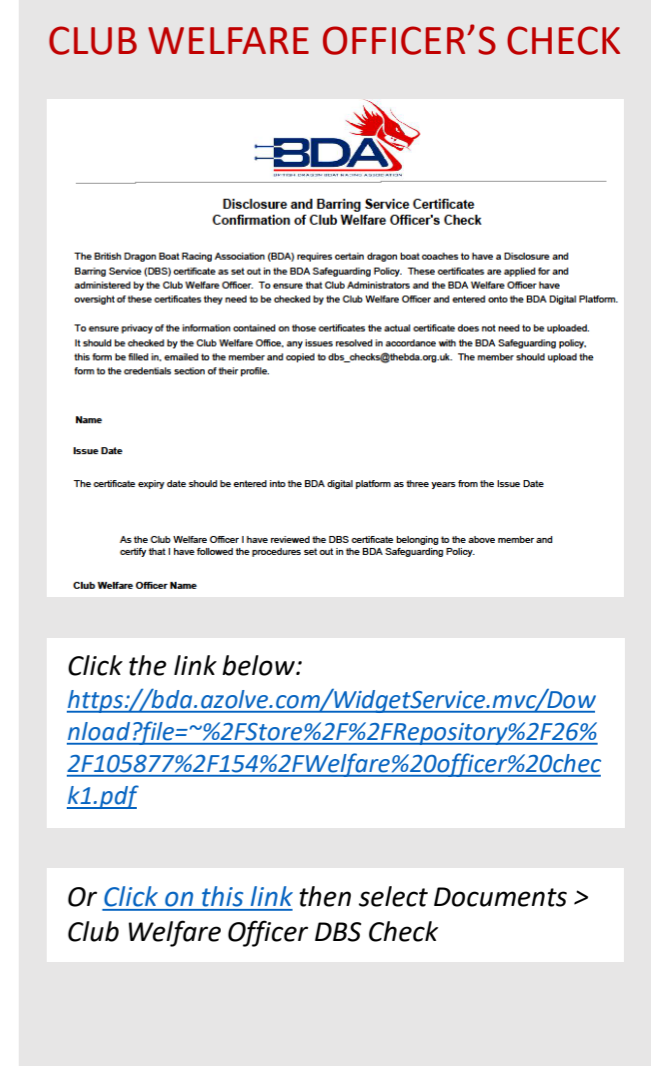 CLUB WELFARE OFFICER'S CHECK
BDA
BRITISH DRAGON BOAT RACING ASSOCIATION
Disclosure and Barring Service Certificate
Confirmation of Club Welfare Officer's Check
The British Dragon Boat Racing Association (BDA) requires certain dragon boat coaches to have a Disclosure and
Barring Service (DBS) certificate as set out in the BDA Safeguarding Policy. These certificates are applied for and
administered by the Club Welfare Officer. To ensure that Club Administrators and the BDA Welfare Officer have
oversight of these certificates they need to be checked by the Club Welfare Officer and entered onto the BDA Digital Platform.
To ensure privacy of the information contained on those certificates the actual certificate does not need to be uploaded.
It should be checked by the Club Welfare Office, any issues resolved in accordance with the BDA Safeguarding policy,
this form be filled in, emailed to the member and copied to dbs_checks@thebda.org.uk. The member should upload the
form to the credentials section of their profile.
Name
Issue Date
The certificate expiry date should be entered into the BDA digital platform as three years from the Issue Date
As the Club Welfare Officer I have reviewed the DBS certificate belonging to the above member and
certify that I have followed the procedures set out in the BDA Safeguarding Policy.
Club Welfare Officer Name
Click the link below:
https://bda.azolve.com/WidgetService.mvc/Dow
nload?file=~%2FStore%2F%2FRepository%2F26%
2F105877%2F154%2FWelfare%20officer%20chec
k1.pdf
Or Click on this link then select Documents >
Club Welfare Officer DBS Check